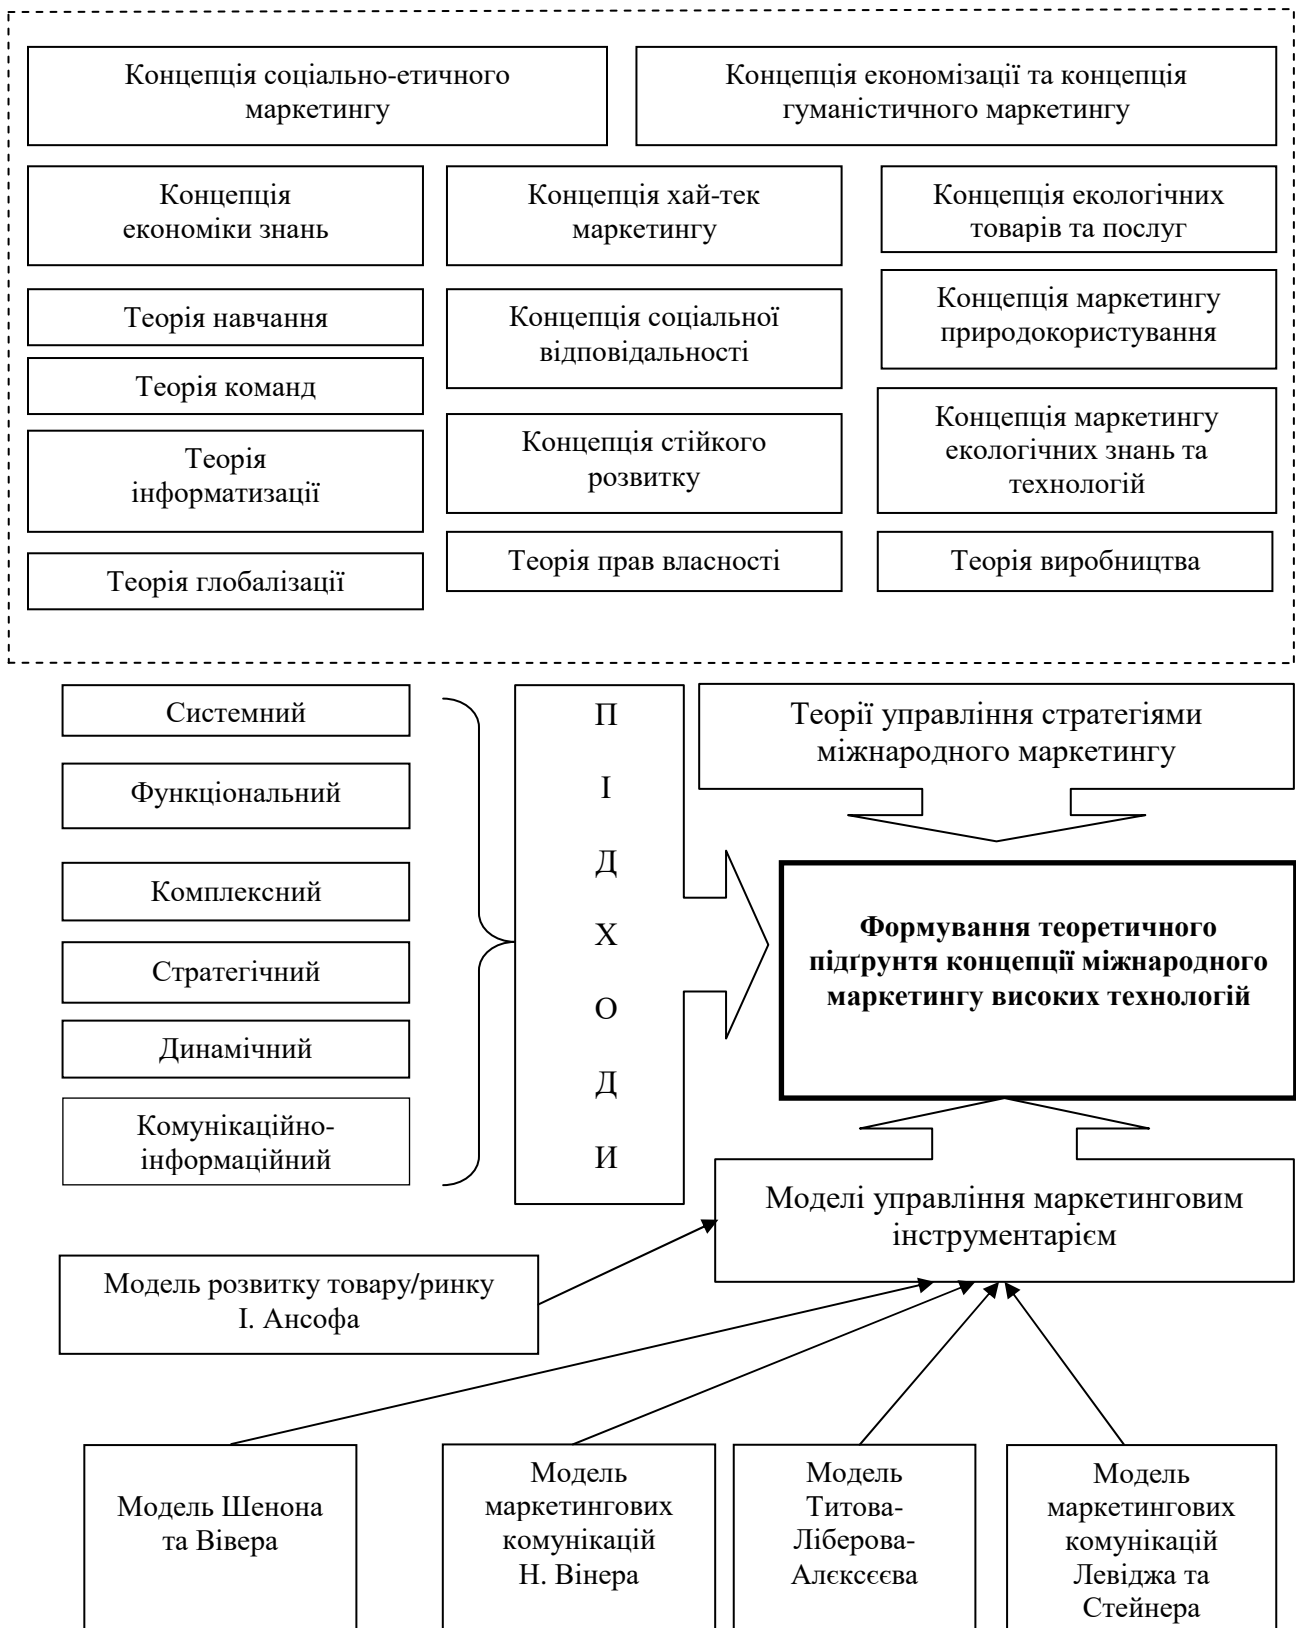 Концепція соціально-етичного
маркетингу
Концепція економізації та концепція
гуманістичного маркетингу
Концепція
економіки знань
Концепція хай-тек
маркетингу
Концепція екологічних
товарів та послуг
Теорія навчання
Концепція соціальної
відповідальності
Концепція маркетингу
природокористування
Теорія команд
Теорія
інформатизації
Концепція стійкого
розвитку
Концепція маркетингу
екологічних знань та
технологій
Теорія глобалізації
Теорія прав власності
Теорія виробництва
Системний
Функціональний
Комплексний
Стратегічний
Динамічний
Комунікаційно-
інформаційний
П
І
Д
Х
О
Д
И
Теорії управління стратегіями
міжнародного маркетингу
Формування теоретичного
підґрунтя концепції міжнародного
маркетингу високих технологій
Моделі управління маркетинговим
інструментарієм
Модель розвитку товару/ринку
І. Ансофа
Модель Шенона
та Вівера
Модель
маркетингових
комунікацій
Н. Вінера
Модель
Титова-
Ліберова-
Алєксєєва
Модель
маркетингових
комунікацій
Левіджа та
Стейнера